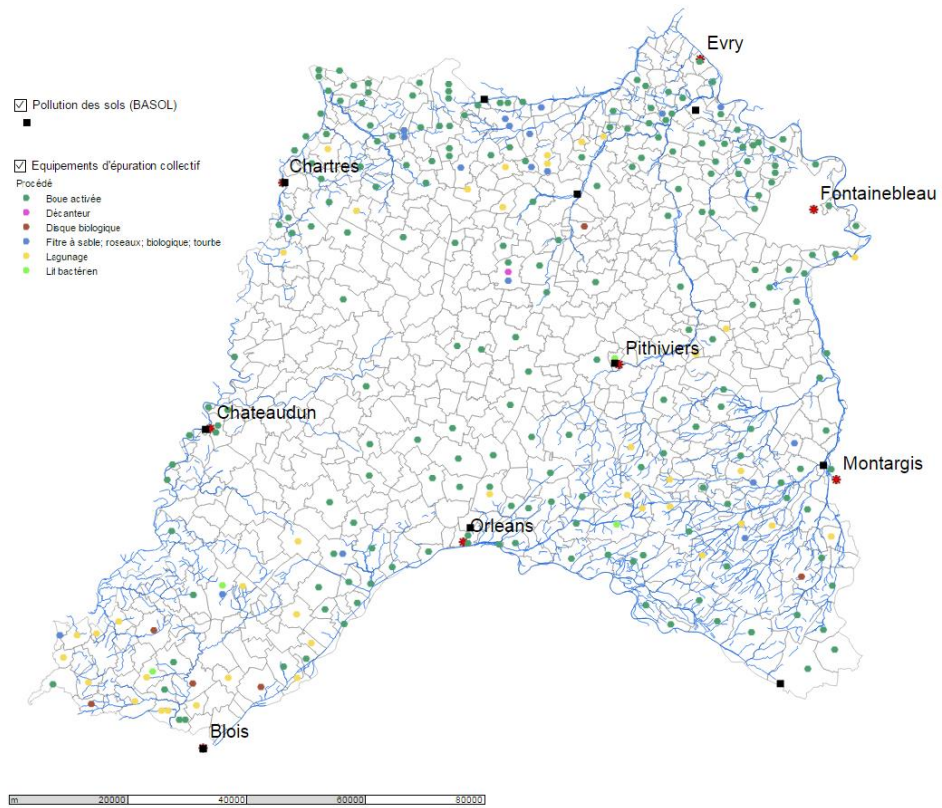 Evry
Pollution des sols (BASOL)
Equipements d'épuration collectif
Procédé
Boue activée
Décanteur
Disque biologique
Fitre à sable; roseaux; biologique; tourbe
Lagunage
Lit bactérien
Chartres
Fontainebleau
Pithiviers
Chateaudun
Montargis
Orleans
Blois
m 20000 40000 60000 80000